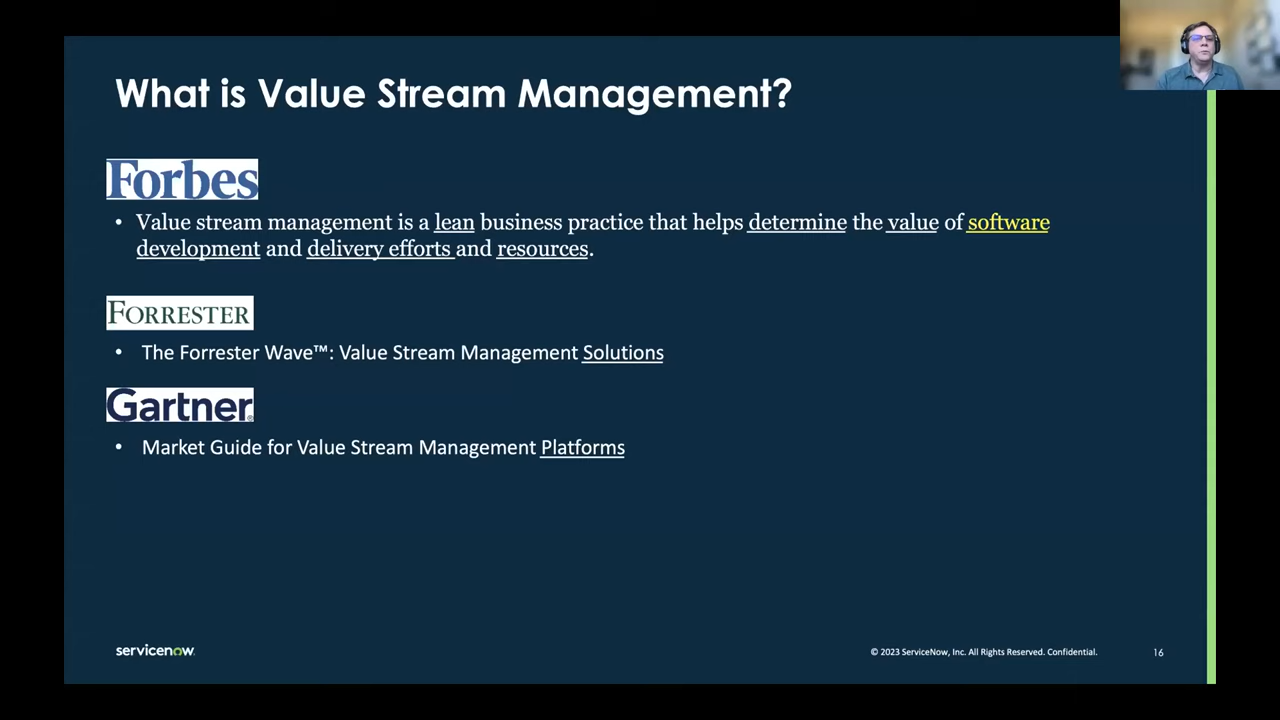 What is Value Stream Management?
Forbes
• Value stream management is a lean business practice that helps determine the value of software
development and delivery efforts and resources.
FORRESTER
• The Forrester Wave™: Value Stream Management Solutions
Gartner®
• Market Guide for Value Stream Management Platforms
servicenow
© 2023 ServiceNow, Inc. All Rights Reserved. Confidential.
16